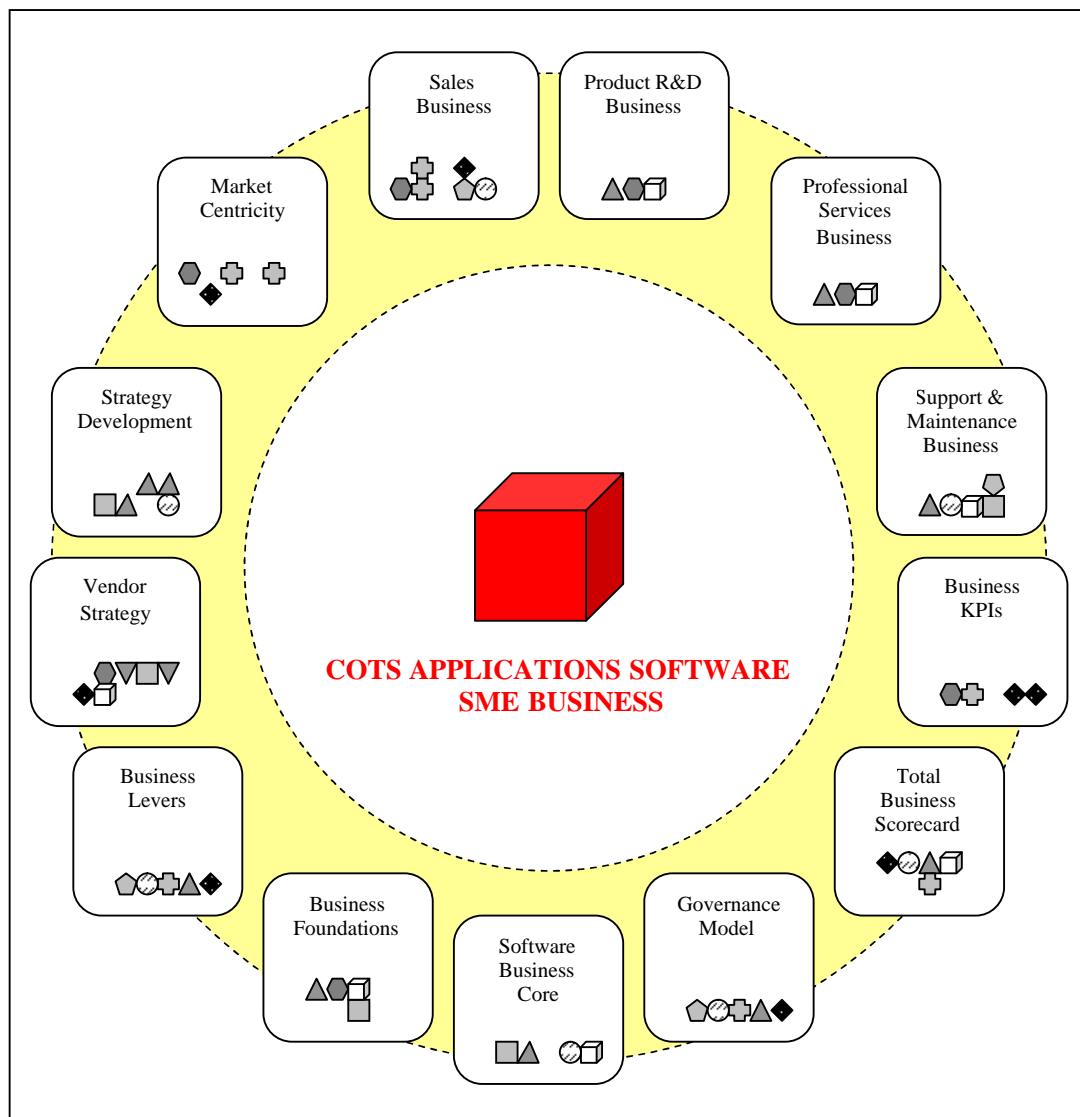 Sales
Business
Product R&D
Business
Market
Centricity
Professional
Services
Business
Strategy
Development
Support &
Maintenance
Business
Vendor
Strategy
Business
KPIs
COTS APPLICATIONS SOFTWARE
SME BUSINESS
Business
Levers
Total
Business
Scorecard
Business
Foundations
Governance
Model
Software
Business
Core